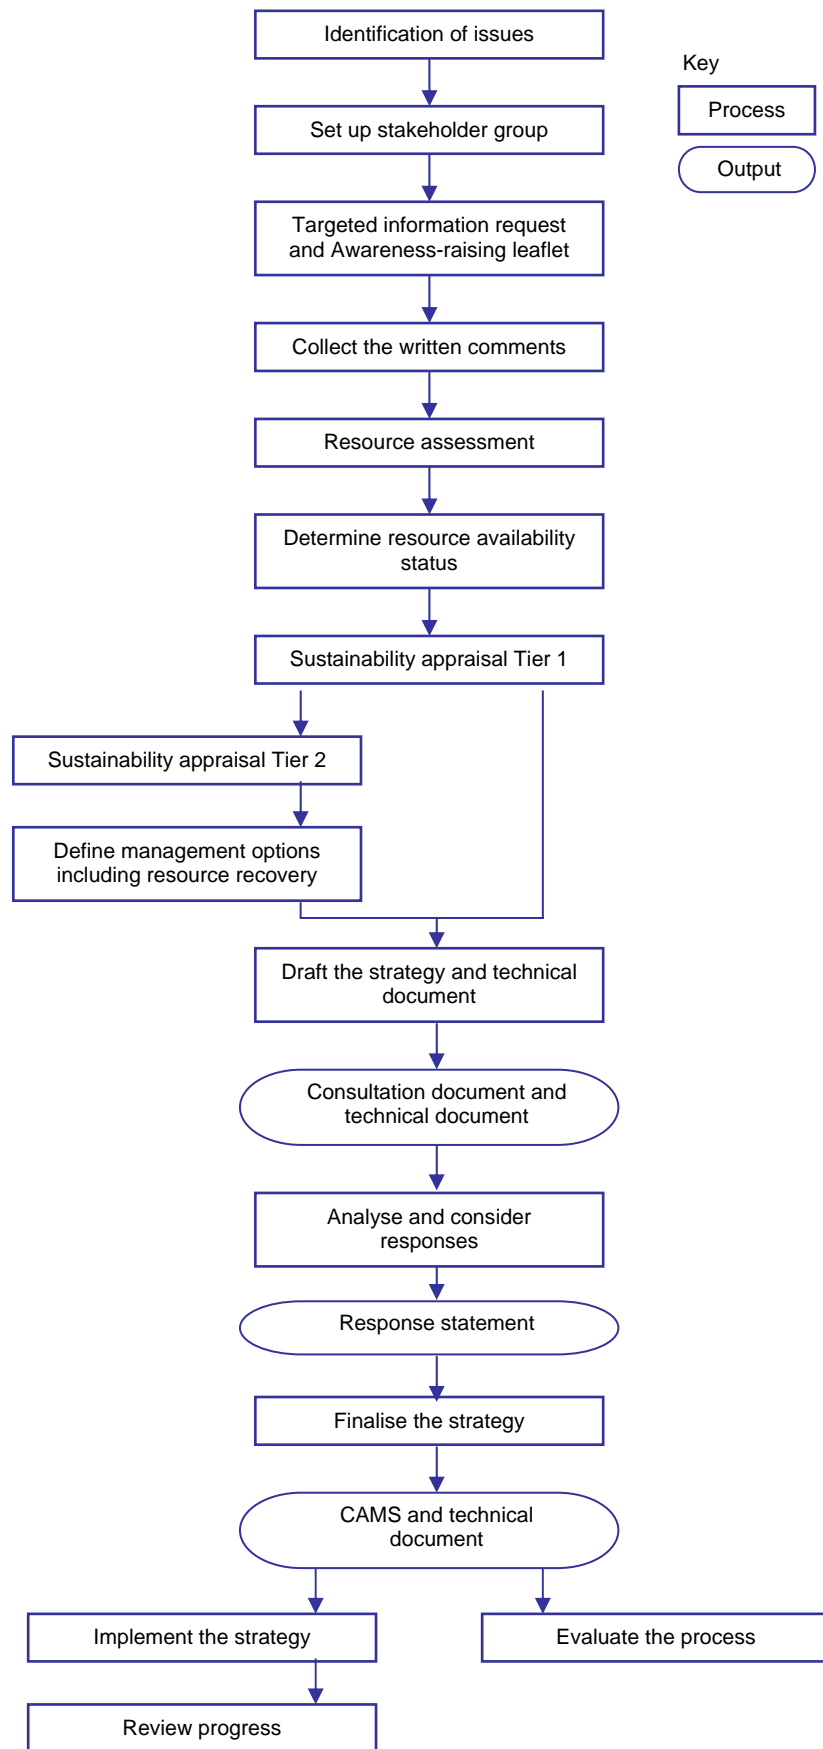 Identification of issues
Key
Process
Set up stakeholder group
Output
Targeted information request
and Awareness-raising leaflet
Collect the written comments
Resource assessment
Determine resource availability
status
Sustainability appraisal Tier 1
Sustainability appraisal Tier 2
Define management options
including resource recovery
Draft the strategy and technical
document
Consultation document and
technical document
Analyse and consider
responses
Response statement
Finalise the strategy
CAMS and technical
document
Implement the strategy
Evaluate the process
Review progress